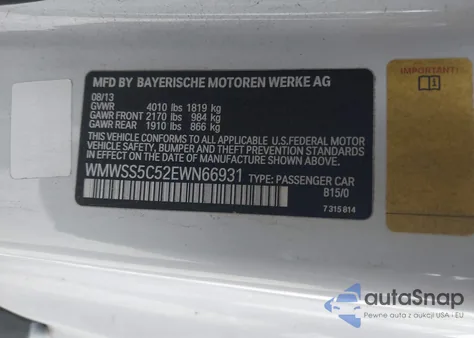 MFD BY BAYERISCHE MOTOREN WERKE AG
08/13
GVWR 4010 lbs 1819 kg
GAWR FRONT 2170 lbs 984 kg
GAWR REAR 1910 lbs 866 kg
THIS VEHICLE CONFORMS TO ALL APPLICABLE U.S.FEDERAL MOTOR
VEHICLE SAFETY, BUMPER AND THEFT PREVENTION STANDARDS
IN EFFECT ON THE DATE OF MANUFACTURE SHOWN ABOVE.
WMWSS5C52EWN66931 TYPE: PASSENGER CAR
B15/0
7 315 814
IMPORTANT
autoSnap
Pewne auto z USA i EU